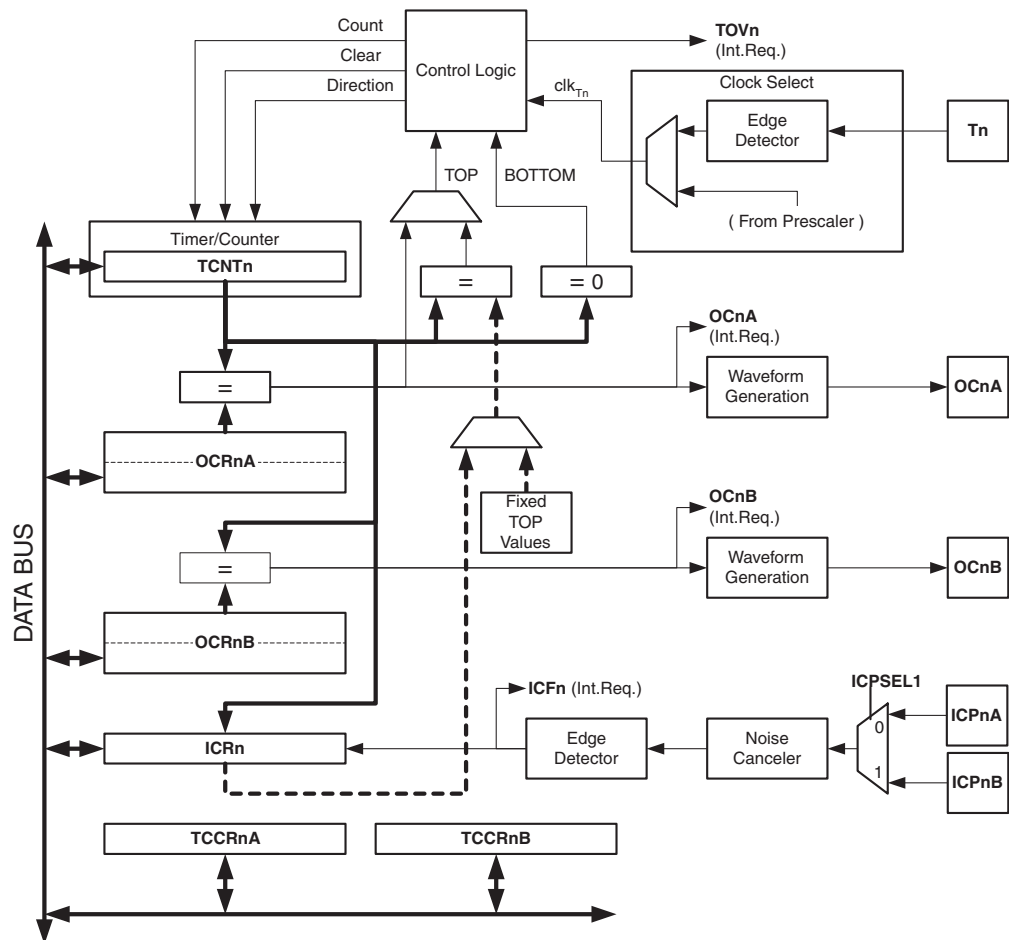 Count
Clear
Direction
Control Logic
TOVn
(Int.Req.)
clkTn
Clock Select
Edge
Detector
Tn
( From Prescaler )
TOP
BOTTOM
Timer/Counter
TCNTn
=
= 0
OCnA
(Int.Req.)
=
Waveform
Generation
OCnA
OCRnA
Fixed
TOP
Values
OCnB
(Int.Req.)
=
Waveform
Generation
OCnB
OCRnB
DATA BUS
ICFn (Int.Req.)
ICPSEL1
ICRn
Edge
Detector
Noise
Canceler
0
1
ICPnA
ICPnB
TCCRnA
TCCRnB